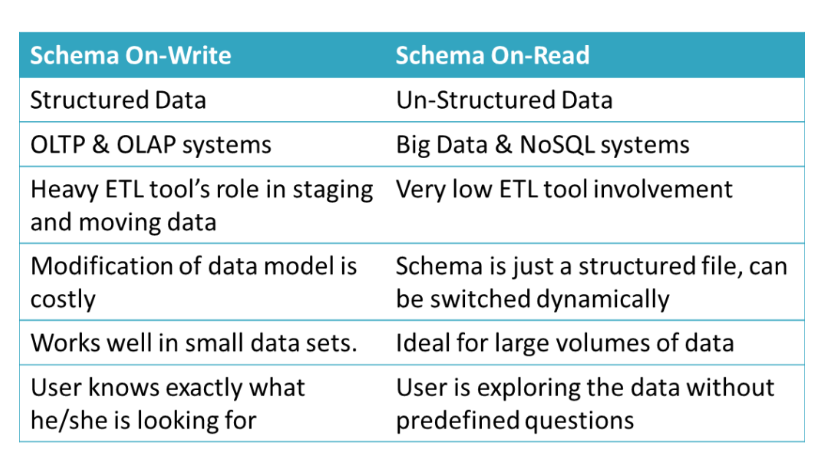 Schema On-Write
Schema On-Read
Structured Data
Un-Structured Data
OLTP & OLAP systems
Big Data & NoSQL systems
Heavy ETL tool’s role in staging
and moving data
Very low ETL tool involvement
Modification of data model is
costly
Schema is just a structured file, can
be switched dynamically
Works well in small data sets.
Ideal for large volumes of data
User knows exactly what
he/she is looking for
User is exploring the data without
predefined questions